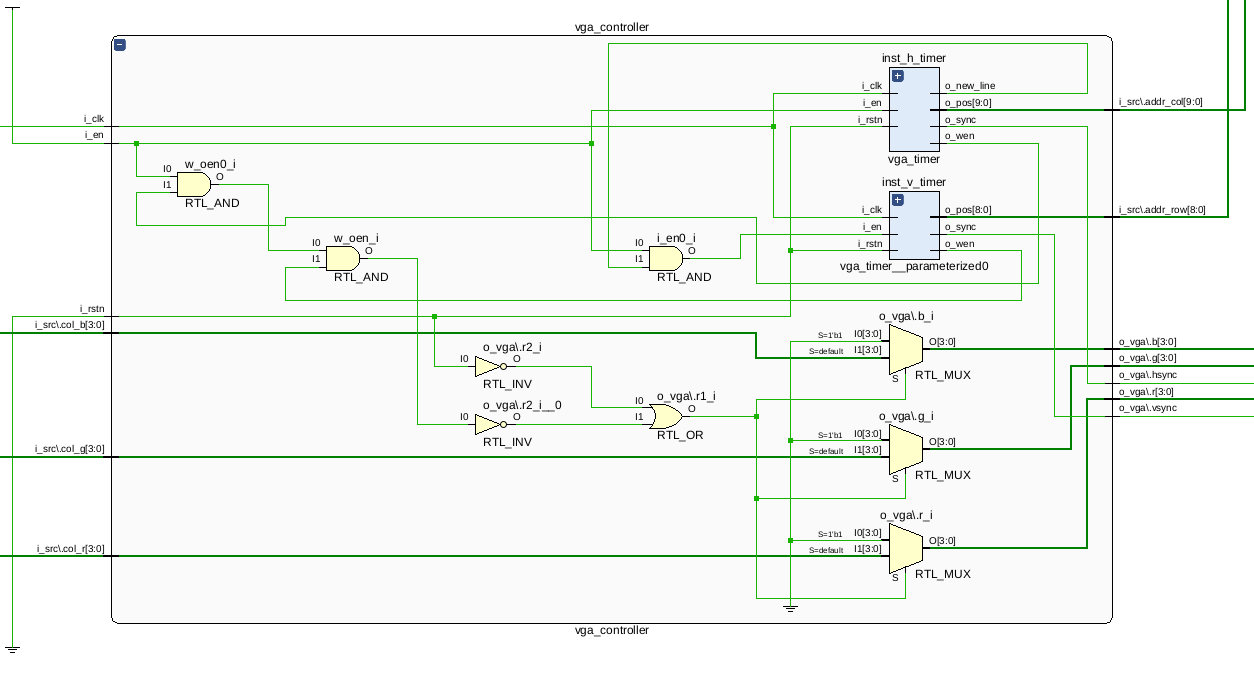 vga_controller
inst_h_timer
i_clk
o_new_line
i_en
o_pos[9:0]
i_src\.addr_col[9:0]
i_rstn
o_sync
o_wen
vga_timer
i_clk
i_en
w_oen0_i
I0
I1
O
RTL_AND
inst_v_timer
i_clk
o_pos[8:0]
i_src\.addr_row[8:0]
i_en
o_sync
i_rstn
o_wen
vga_timer__parameterized0
w_oen_i
I0
I1
O
RTL_AND
i_en0_i
I0
I1
O
RTL_AND
i_rstn
i_src\.col_b[3:0]
o_vga\.b_i
S=1'b1
I0[3:0]
S=default
I1[3:0]
O[3:0]
S
RTL_MUX
o_vga\.b[3:0]
o_vga\.g[3:0]
o_vga\.hsync
o_vga\.r[3:0]
o_vga\.vsync
o_vga\.r2_i
I0
O
RTL_INV
o_vga\.r2_i__0
I0
O
RTL_INV
o_vga\.r1_i
I0
I1
O
RTL_OR
o_vga\.g_i
S=1'b1
I0[3:0]
S=default
I1[3:0]
O[3:0]
S
RTL_MUX
i_src\.col_g[3:0]
o_vga\.r_i
S=1'b1
I0[3:0]
S=default
I1[3:0]
O[3:0]
S
RTL_MUX
i_src\.col_r[3:0]
vga_controller